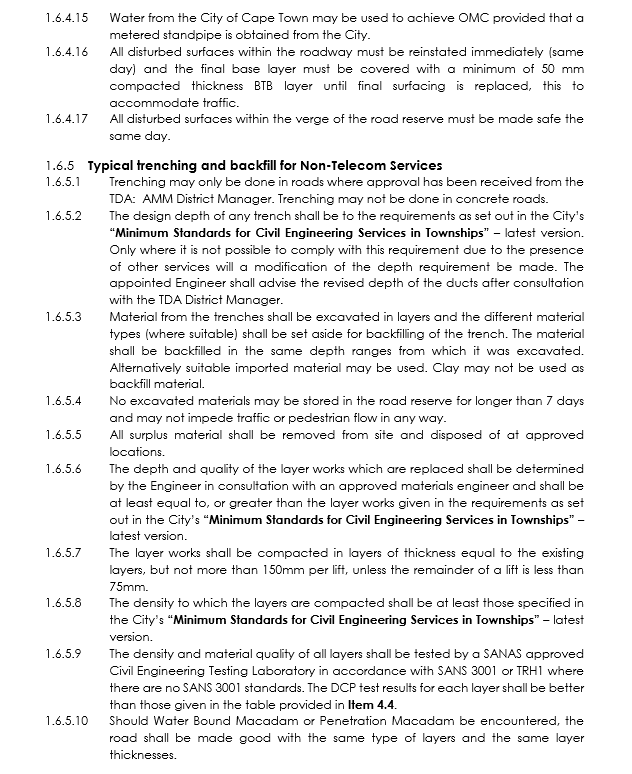 1.6.4.15 Water from the City of Cape Town may be used to achieve OMC provided that a
metered standpipe is obtained from the City.
1.6.4.16 All disturbed surfaces within the roadway must be reinstated immediately (same
day) and the final base layer must be covered with a minimum of 50 mm
compacted thickness BTB layer until final surfacing is replaced, this to
accommodate traffic.
1.6.4.17 All disturbed surfaces within the verge of the road reserve must be made safe the
same day.
1.6.5 Typical trenching and backfill for Non-Telecom Services
1.6.5.1 Trenching may only be done in roads where approval has been received from the
TDA: AMM District Manager. Trenching may not be done in concrete roads.
1.6.5.2 The design depth of any trench shall be to the requirements as set out in the City's
"Minimum Standards for Civil Engineering Services in Townships" – latest version.
Only where it is not possible to comply with this requirement due to the presence
of other services will a modification of the depth requirement be made. The
appointed Engineer shall advise the revised depth of the ducts after consultation
with the TDA District Manager.
1.6.5.3 Material from the trenches shall be excavated in layers and the different material
types (where suitable) shall be set aside for backfilling of the trench. The material
shall be backfilled in the same depth ranges from which it was excavated.
Alternatively suitable imported material may be used. Clay may not be used as
backfill material.
1.6.5.4 No excavated materials may be stored in the road reserve for longer than 7 days
and may not impede traffic or pedestrian flow in any way.
1.6.5.5 All surplus material shall be removed from site and disposed of at approved
locations.
1.6.5.6 The depth and quality of the layer works which are replaced shall be determined
by the Engineer in consultation with an approved materials engineer and shall be
at least equal to, or greater than the layer works given in the requirements as set
out in the City's "Minimum Standards for Civil Engineering Services in Townships" –
latest version.
1.6.5.7 The layer works shall be compacted in layers of thickness equal to the existing
layers, but not more than 150mm per lift, unless the remainder of a lift is less than
75mm.
1.6.5.8 The density to which the layers are compacted shall be at least those specified in
the City's "Minimum Standards for Civil Engineering Services in Townships" – latest
version.
1.6.5.9 The density and material quality of all layers shall be tested by a SANAS approved
Civil Engineering Testing Laboratory in accordance with SANS 3001 or TRH1 where
there are no SANS 3001 standards. The DCP test results for each layer shall be better
than those given in the table provided in Item 4.4.
1.6.5.10 Should Water Bound Macadam or Penetration Macadam be encountered, the
road shall be made good with the same type of layers and the same layer
thicknesses.